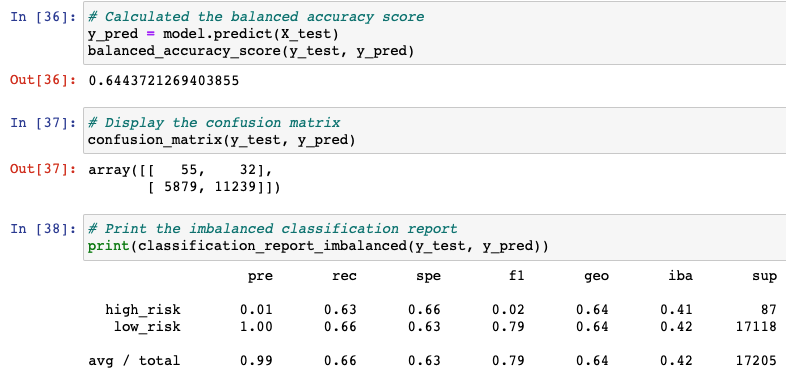 In [36]: # Calculated the balanced accuracy score
y_pred = model.predict(X_test)
balanced_accuracy_score(y_test, y_pred)
Out[36]: 0.6443721269403855
In [37]: # Display the confusion matrix
confusion_matrix(y_test, y_pred)
Out[37]: array([[   55,    32],
       [ 5879, 11239]])
In [38]: # Print the imbalanced classification report
print(classification_report_imbalanced(y_test, y_pred))
pre rec spe f1 geo iba sup
high_risk 0.01 0.63 0.66 0.02 0.64 0.41 87
low_risk 1.00 0.66 0.63 0.79 0.64 0.42 17118
avg / total 0.99 0.66 0.63 0.79 0.64 0.42 17205